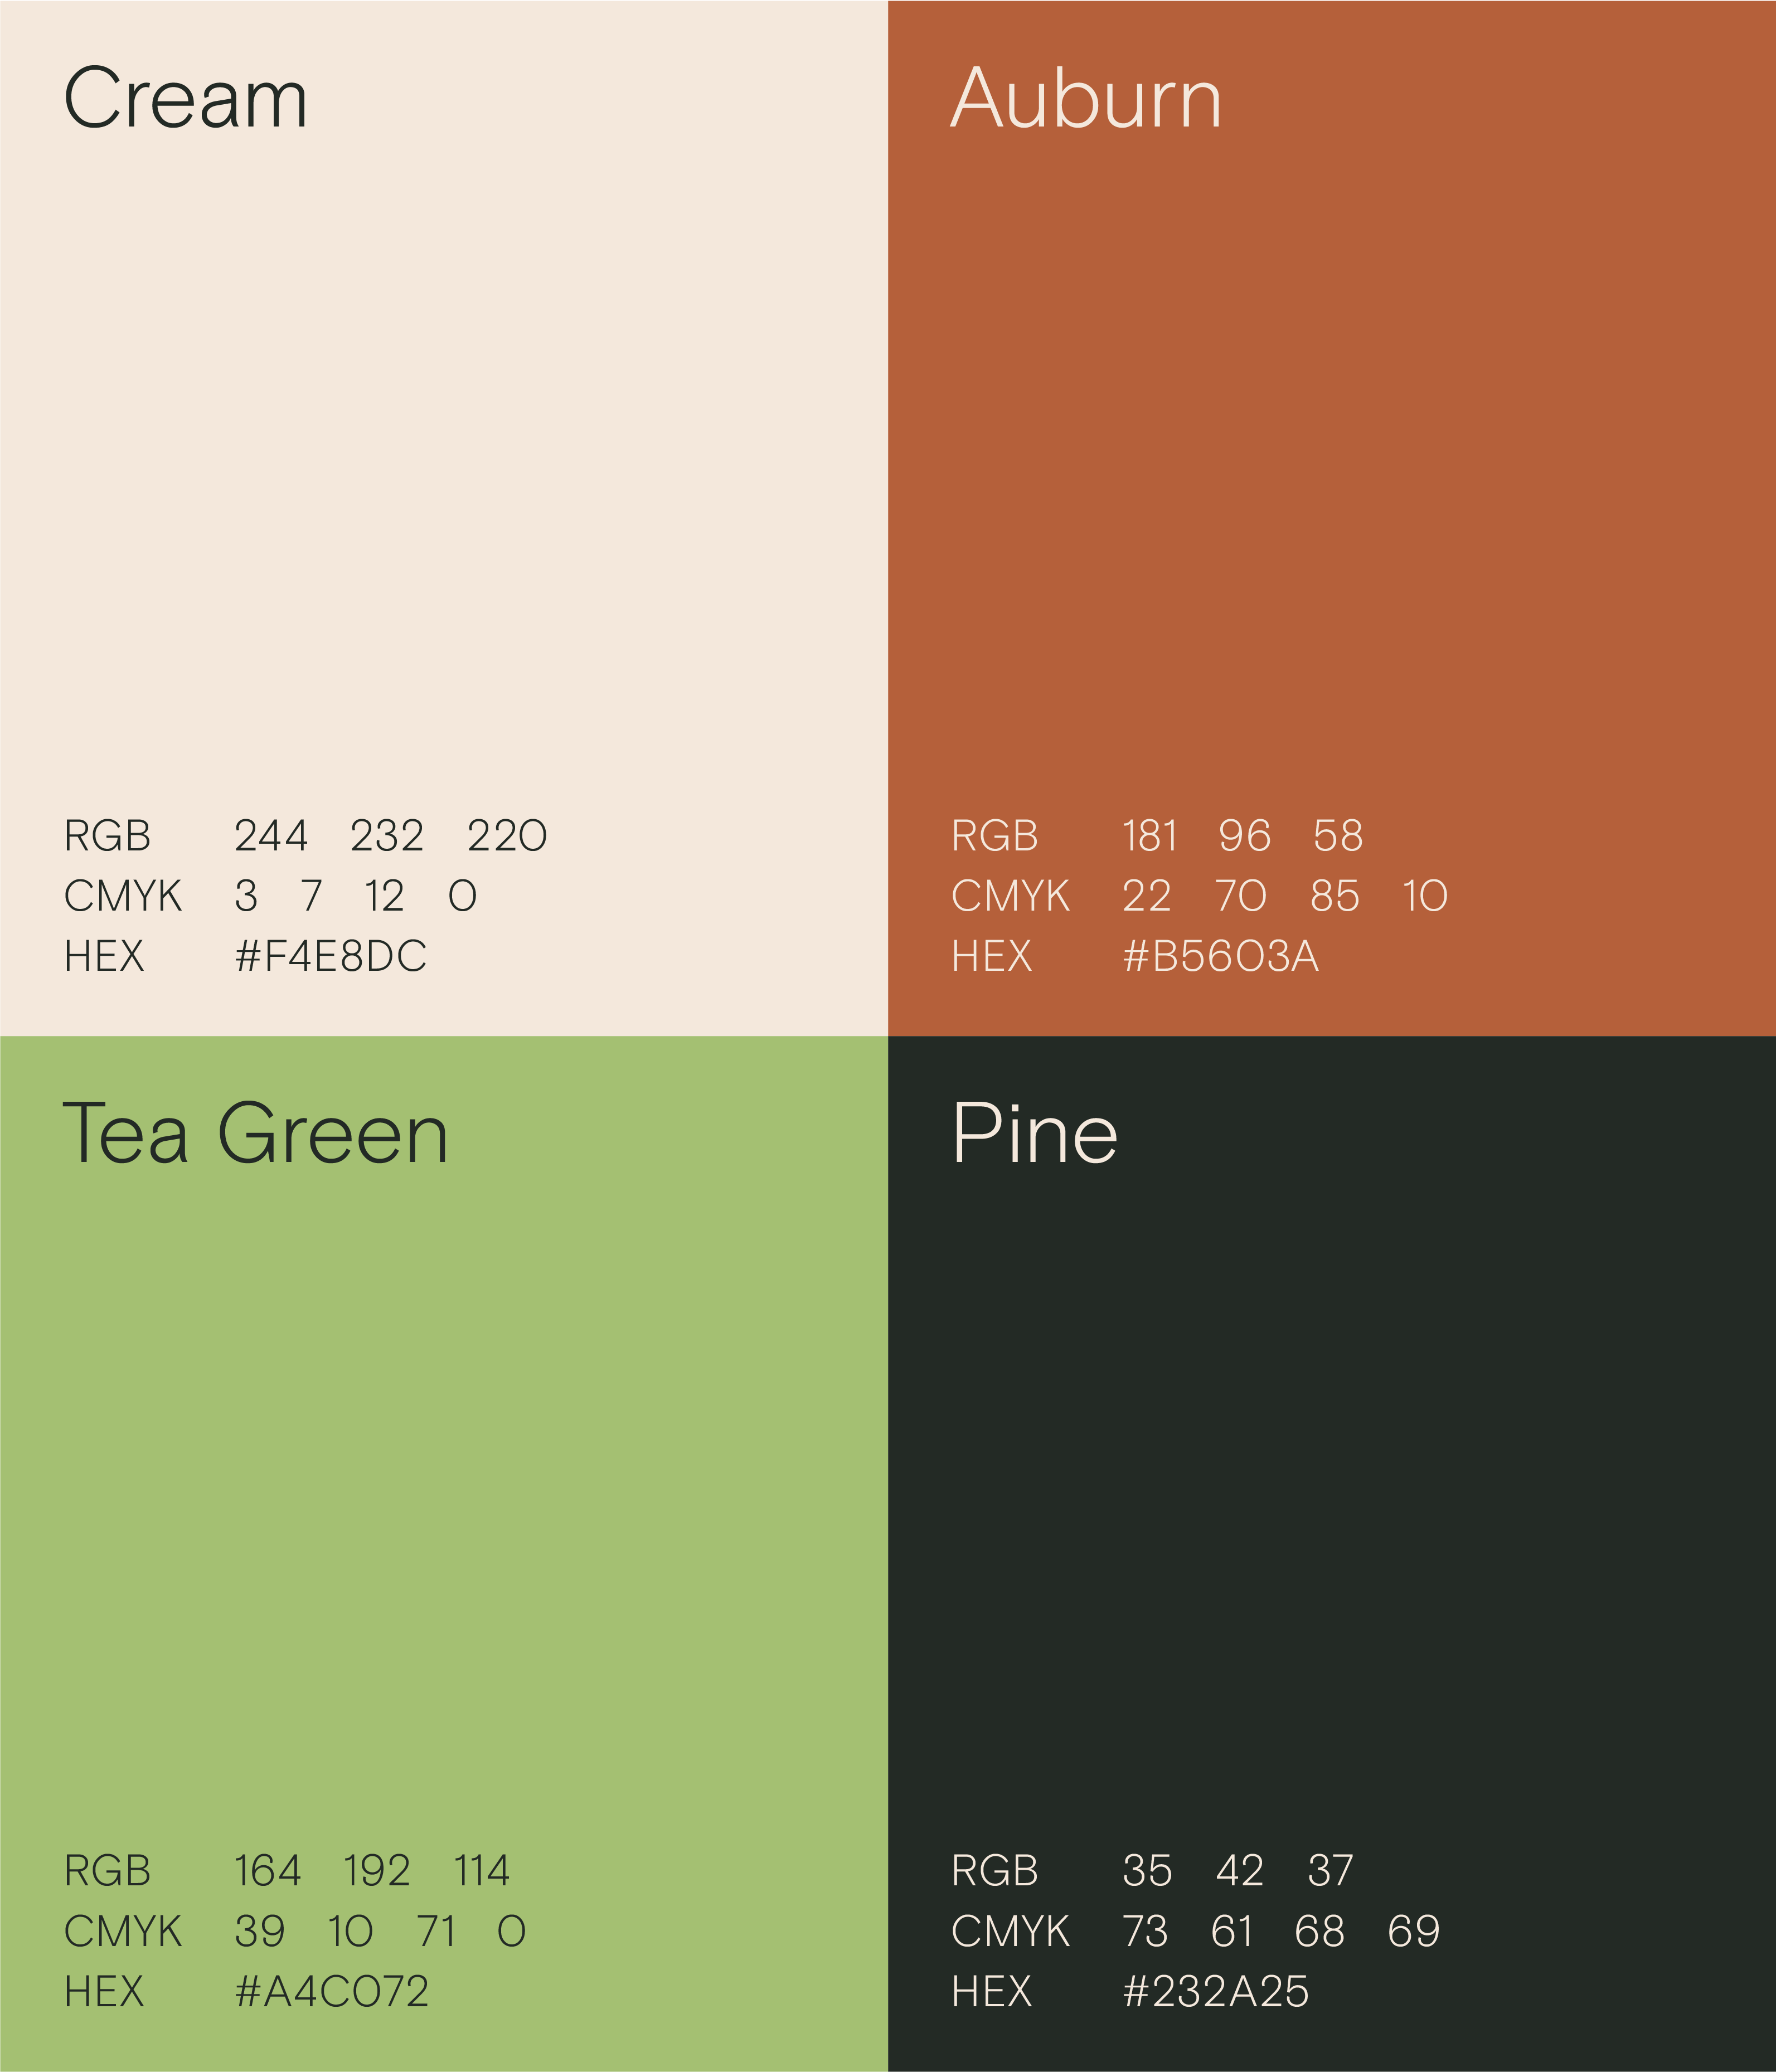 Cream
RGB 244 232 220
CMYK 3 7 12 0
HEX #F4E8DC
Auburn
RGB 181 96 58
CMYK 22 70 85 10
HEX #B5603A
Tea Green
RGB 164 192 114
CMYK 39 10 71 0
HEX #A4C072
Pine
RGB 35 42 37
CMYK 73 61 68 69
HEX #232A25